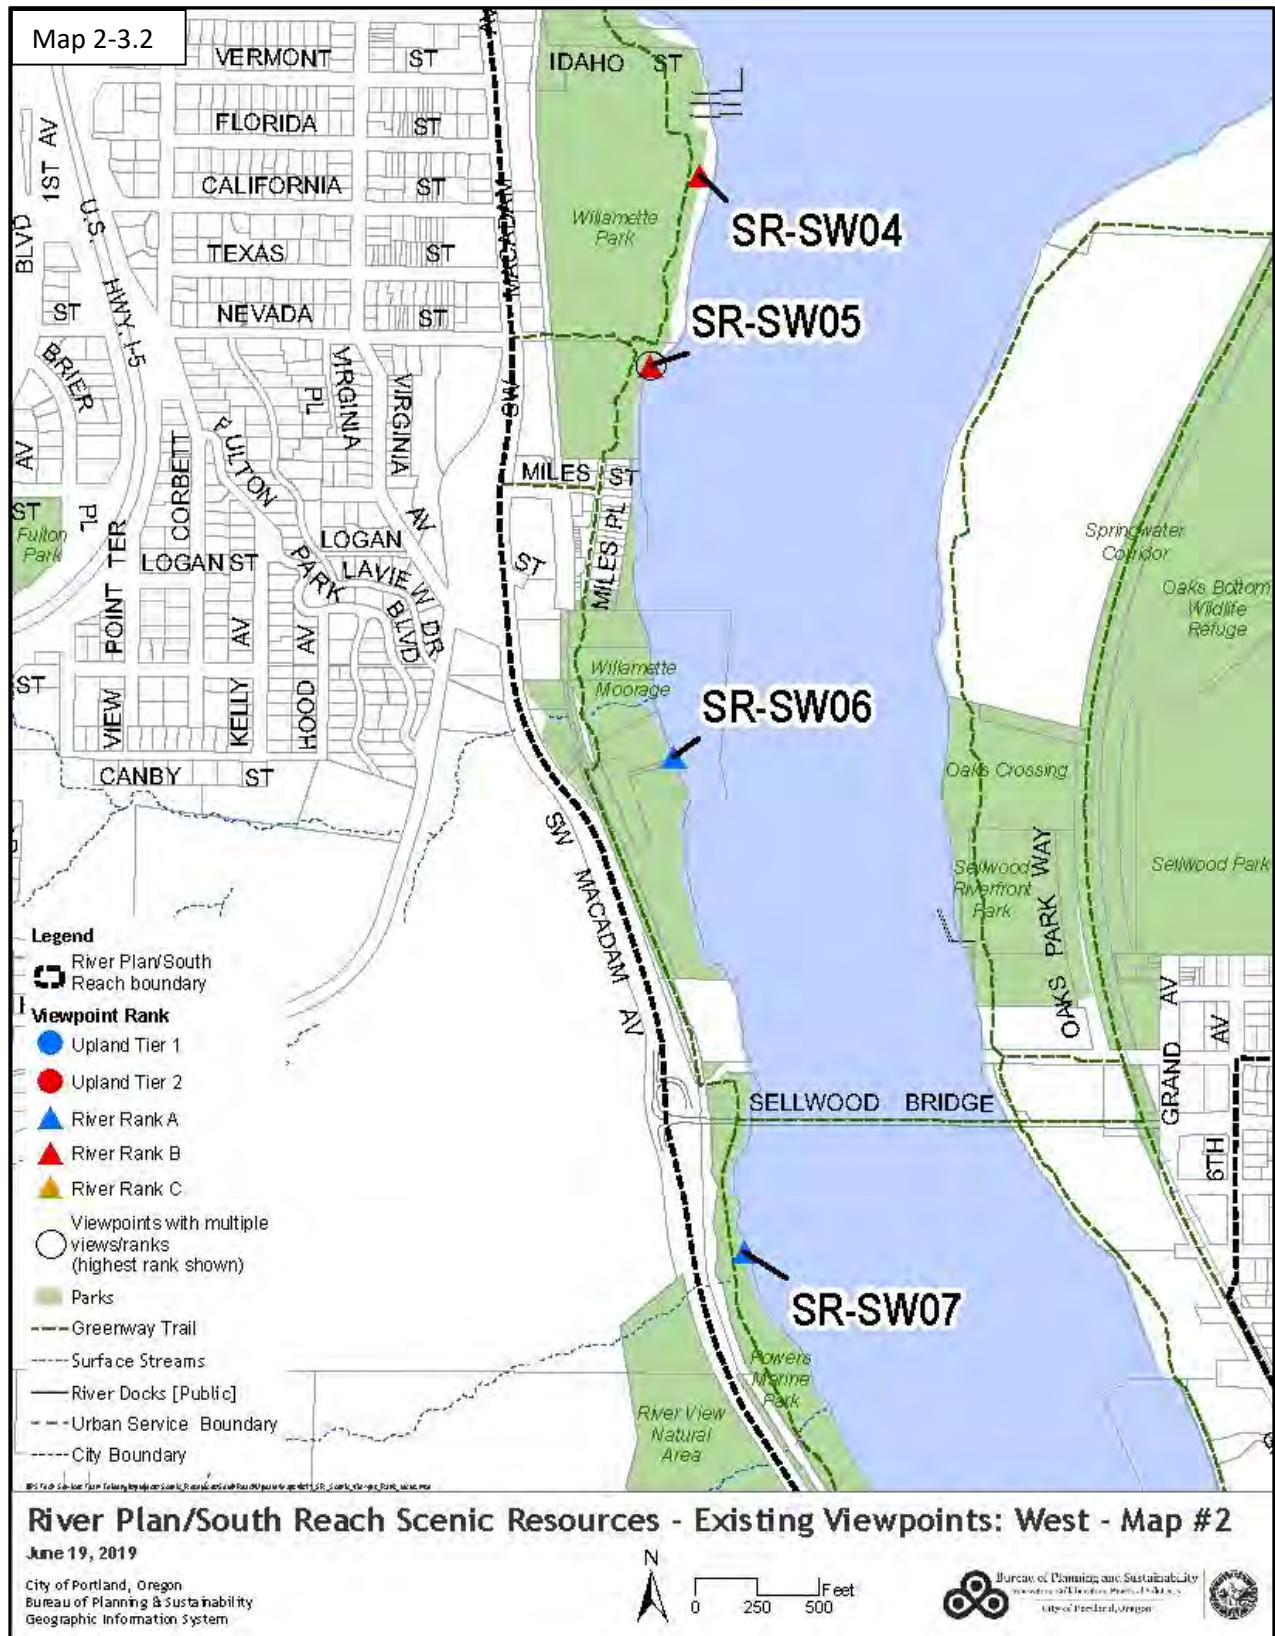 Map 2-3.2
VERMONT ST
IDAHO ST
FLORIDA ST
CALIFORNIA ST
TEXAS ST
NEVADA ST
1ST AV
BLVD
U.S.
HWY. I-5
AV
SW MACADAM
Willamette
Park
SR-SW04
SR-SW05
ST
BRIER
PL
VIRGINIA
VIRGINIA
AV
FULTON
PARK
BLVD
CORBETT
MILES ST
MILES PL
ST
AV
ST
PL
Fulton
Park
POINT TER
VIEW
LOGAN ST
LOGAN
LAVIEW DR
KELLY AV
HOOD AV
ST
CANBY ST
Springwater
Corridor
Oaks Bottom
Wildlife
Refuge
Willamette
Moorage
SR-SW06
Oaks Crossing
Sellwood
Riverfront
Park
OAKS PARK WAY
Sellwood Park
SW MACADAM AV
GRAND AV
AV
6TH
SELLWOOD BRIDGE
SR-SW07
Powers
Marine
Park
River View
Natural
Area
Legend
River Plan/South
Reach boundary
Viewpoint Rank
Upland Tier 1
Upland Tier 2
River Rank A
River Rank B
River Rank C
Viewpoints with multiple
views/ranks
(highest rank shown)
Parks
Greenway Trail
Surface Streams
River Docks [Public]
Urban Service Boundary
City Boundary
River Plan/South Reach Scenic Resources - Existing Viewpoints: West - Map #2
June 19, 2019
City of Portland, Oregon
Bureau of Planning & Sustainability
Geographic Information System
N
Feet
0 250 500
Bureau of Planning and Sustainability
City of Portland, Oregon